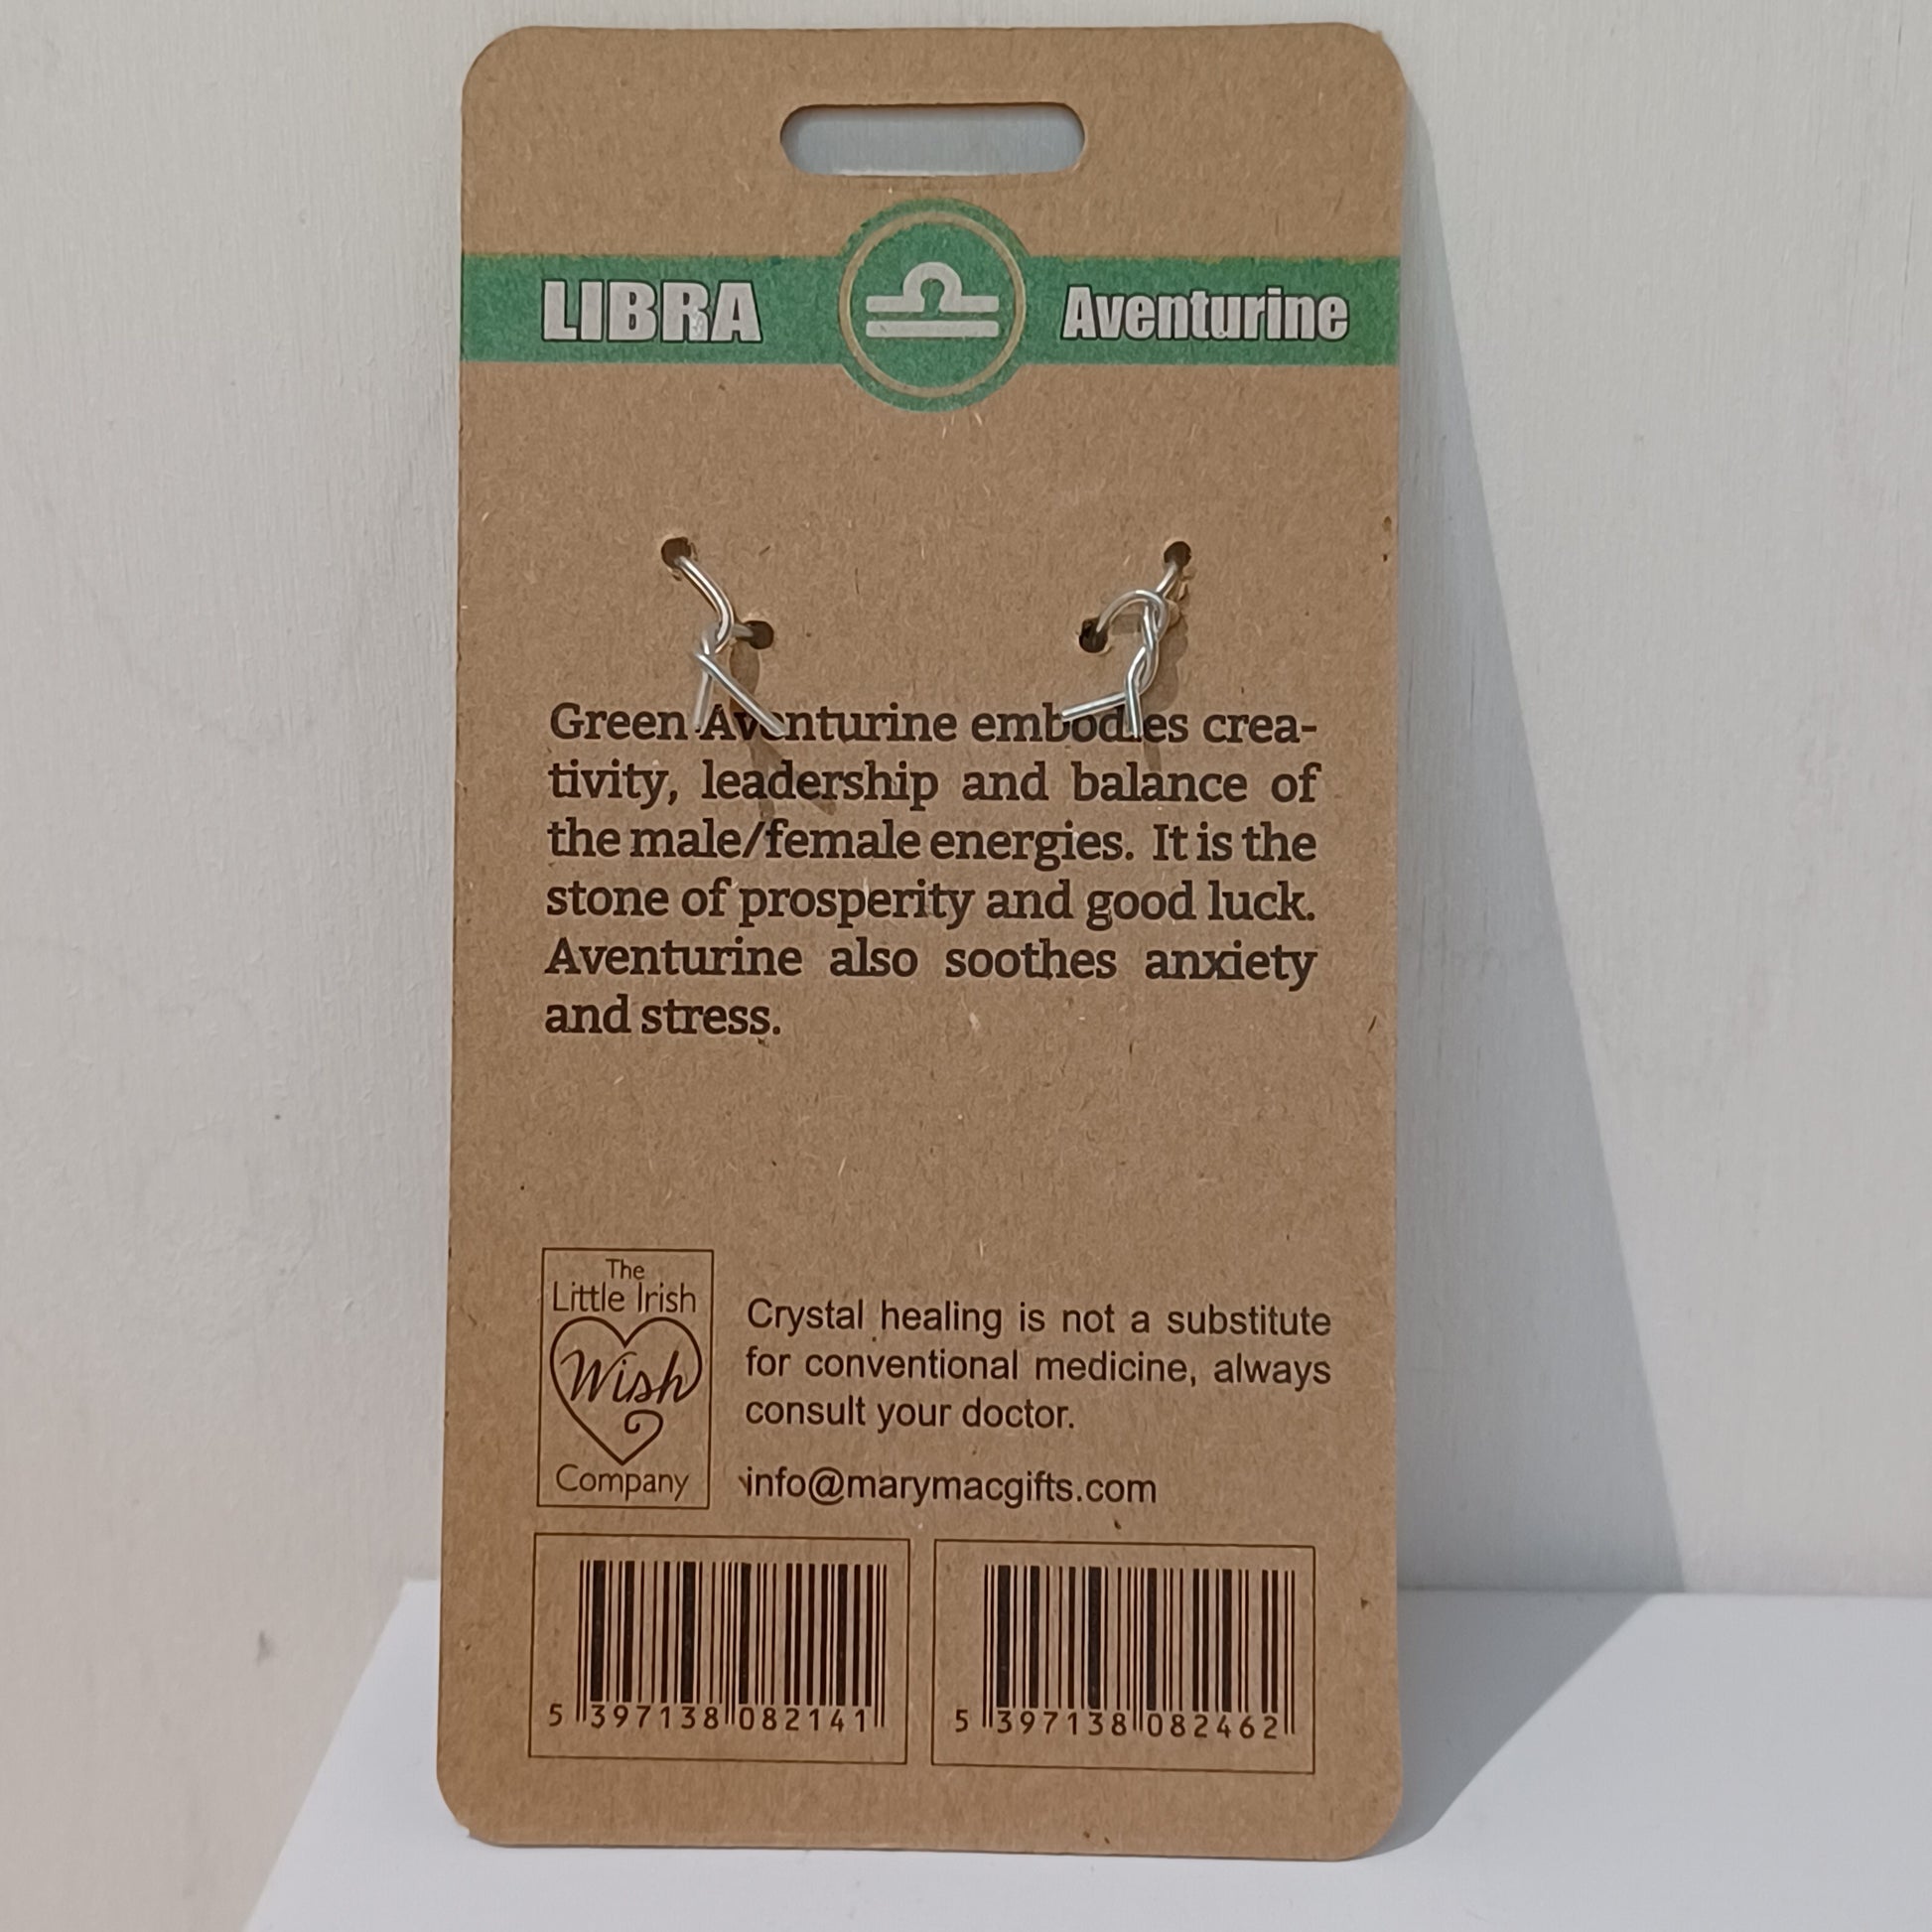 LIBRA Aventurine
Green Aventurine embodies crea-
tivity, leadership and balance of
the male/female energies. It is the
stone of prosperity and good luck.
Aventurine also soothes anxiety
and stress.
The
Little Irish
Wish
Company
Crystal healing is not a substitute
for conventional medicine, always
consult your doctor.
info@marymacgifts.com
5 397138 082141
5 397138 082462